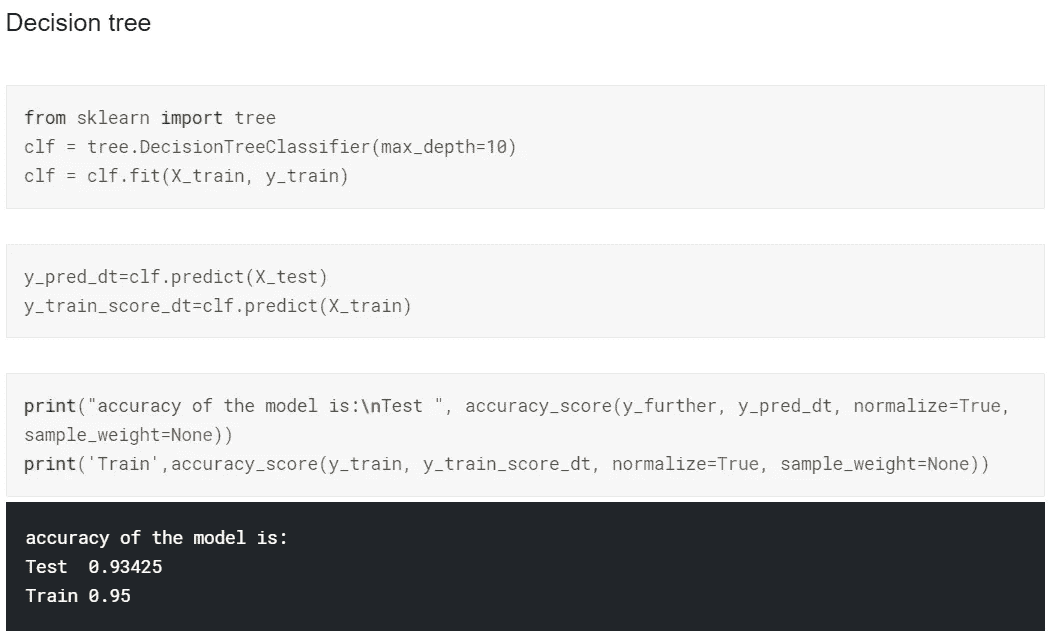 Decision tree
from sklearn import tree
clf = tree.DecisionTreeClassifier(max_depth=10)
clf = clf.fit(X_train, y_train)
y_pred_dt=clf.predict(X_test)
y_train_score_dt=clf.predict(X_train)
print("accuracy of the model is:\nTest ", accuracy_score(y_further, y_pred_dt, normalize=True,
sample_weight=None))
print('Train',accuracy_score(y_train, y_train_score_dt, normalize=True, sample_weight=None))
accuracy of the model is:
Test  0.93425
Train 0.95